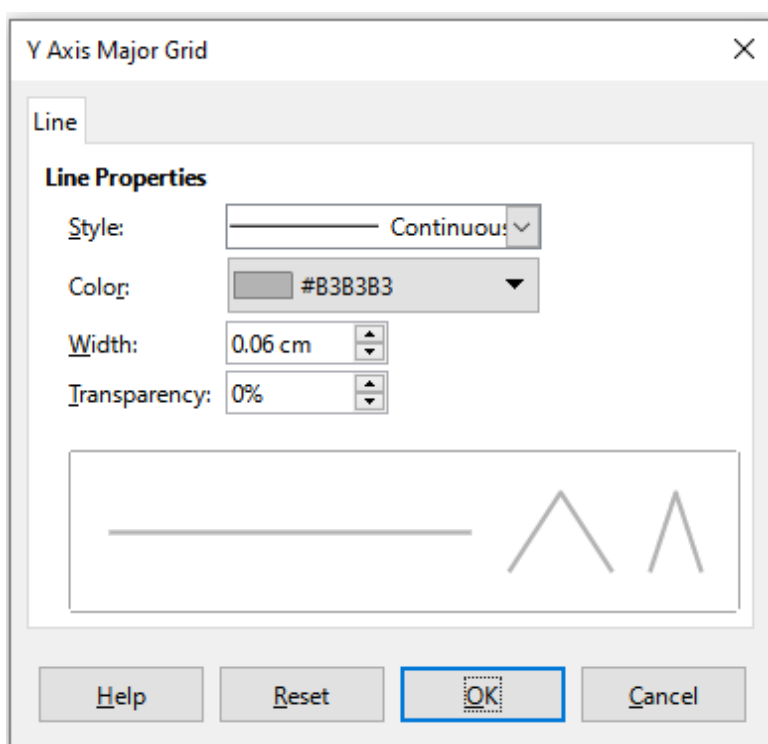 Y Axis Major Grid
Line
Line Properties
Style: Continuous
Color: #B3B3B3
Width: 0.06 cm
Transparency: 0%
Help Reset OK Cancel